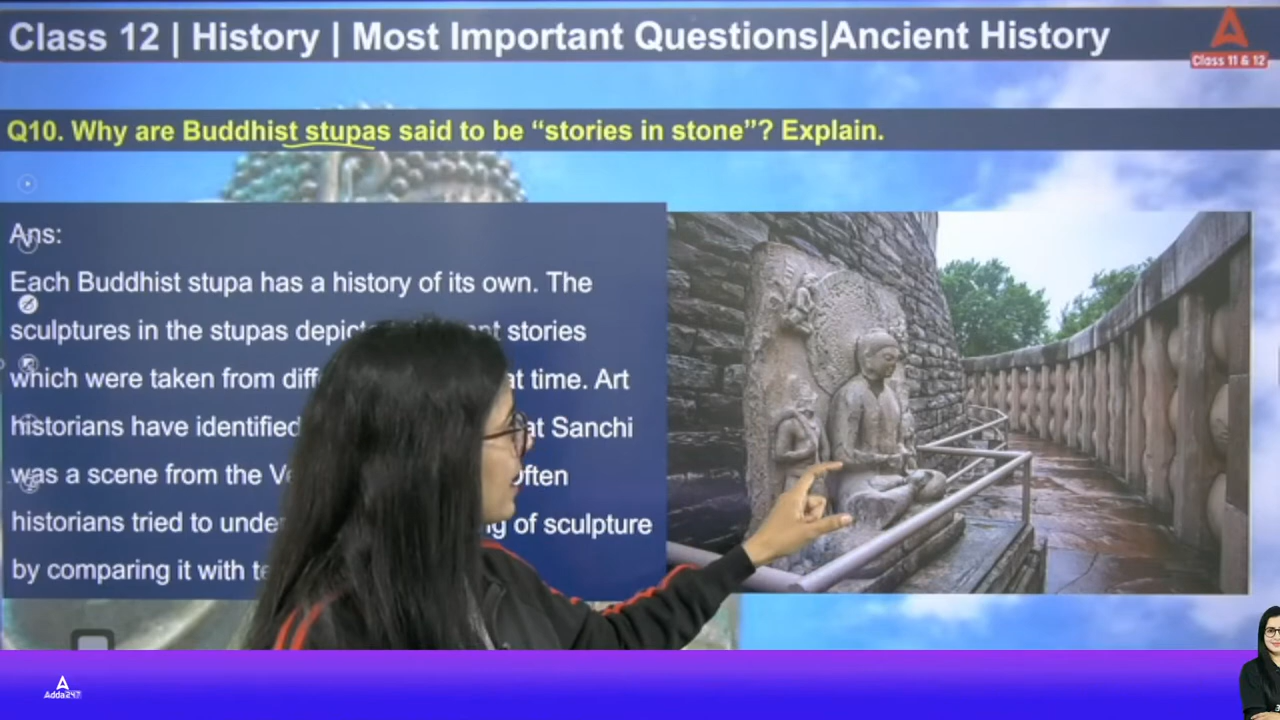 Class 12 | History | Most Important Questions|Ancient History
Class 11 & 12
Q10. Why are Buddhist stupas said to be “stories in stone”? Explain.
Ans:
Each Buddhist stupa has a history of its own. The
sculptures in the stupas stories
which were taken from at time. Art
historians have identified at Sanchi
was a scene from the often
historians tried to of sculpture
by comparing it with
Adda247